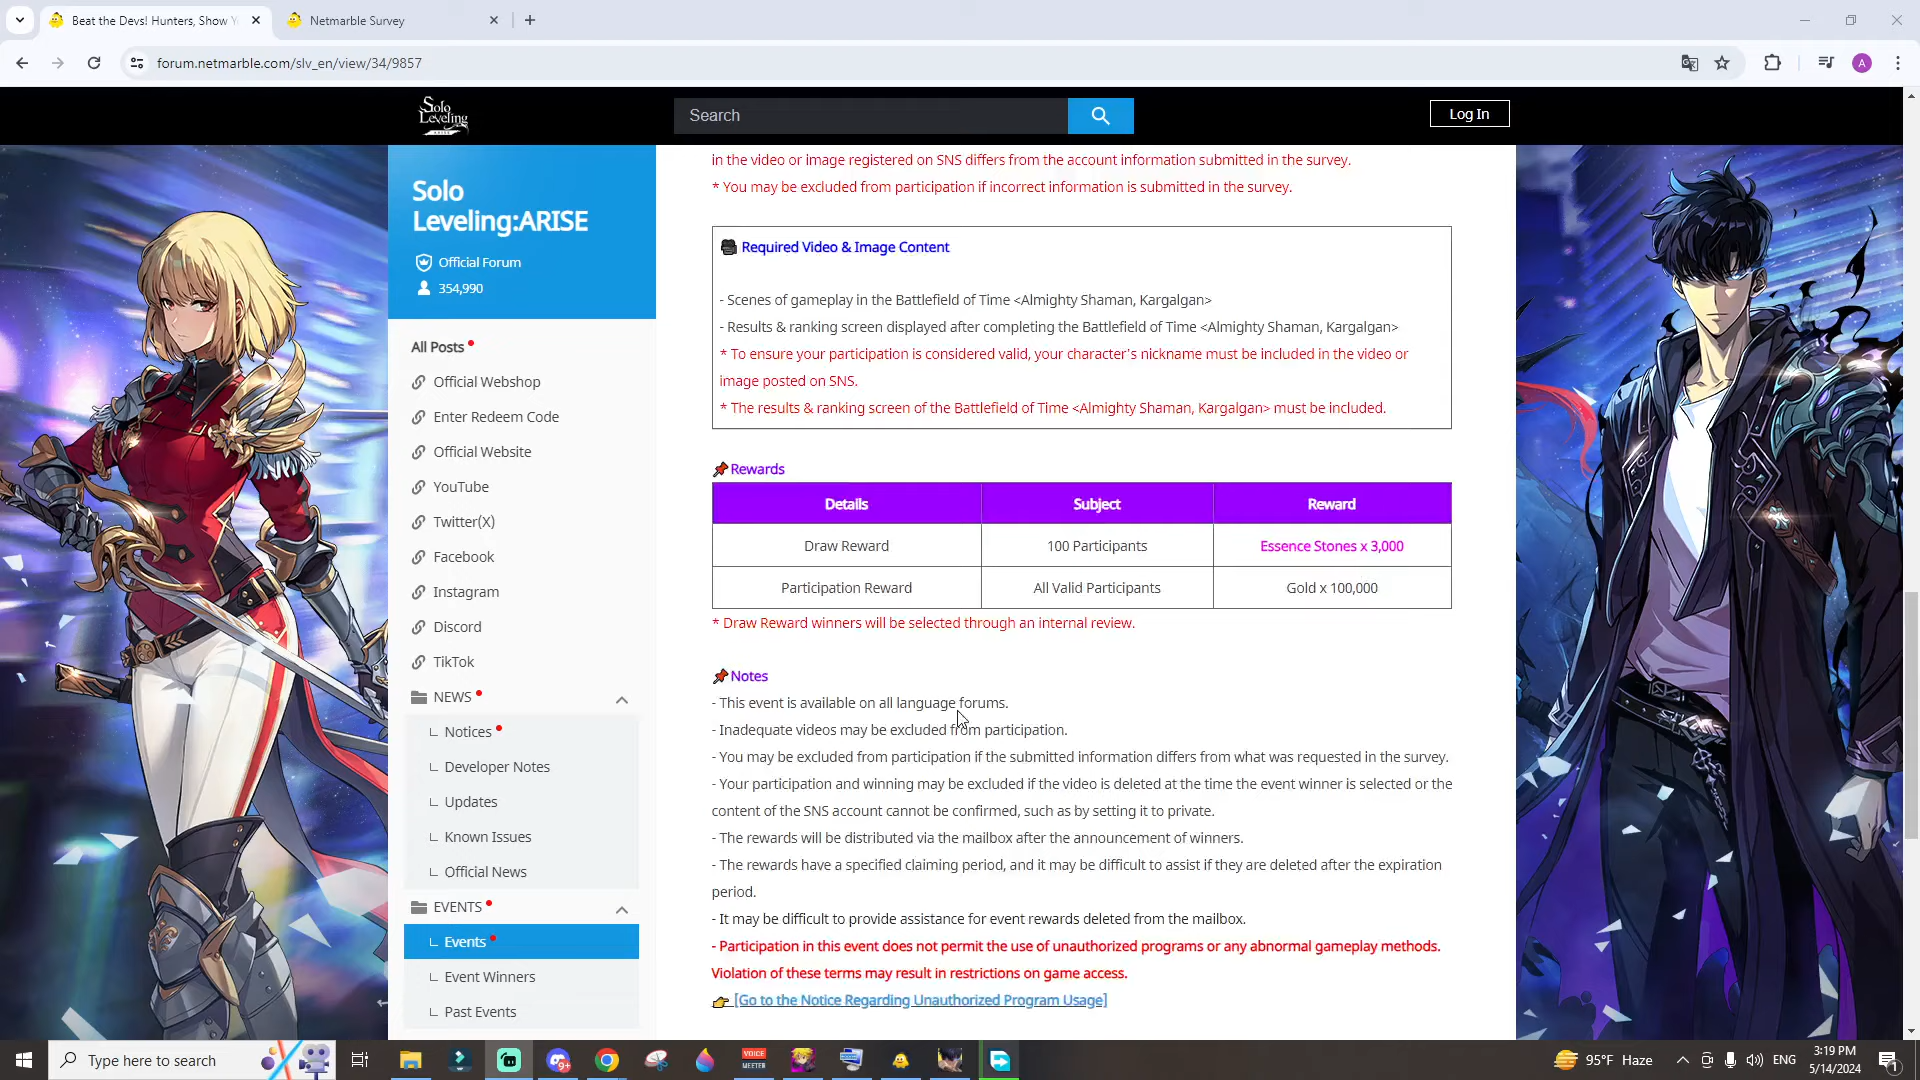 Beat the Devs! Hunters, Show Y
Netmarble Survey
forum.netmarble.com/slv_en/view/34/9857
A
Solo
Leveling
ARISE
Search
Log In
Solo
Leveling:ARISE
Official Forum
354,990
All Posts
Official Webshop
Enter Redeem Code
Official Website
YouTube
Twitter(X)
Facebook
Instagram
Discord
TikTok
NEWS
Notices
Developer Notes
Updates
Known Issues
Official News
EVENTS
Events
Event Winners
Past Events
in the video or image registered on SNS differs from the account information submitted in the survey.
* You may be excluded from participation if incorrect information is submitted in the survey.
Required Video & Image Content
- Scenes of gameplay in the Battlefield of Time <Almighty Shaman, Kargalgan>
- Results & ranking screen displayed after completing the Battlefield of Time <Almighty Shaman, Kargalgan>
* To ensure your participation is considered valid, your character's nickname must be included in the video or
image posted on SNS.
* The results & ranking screen of the Battlefield of Time <Almighty Shaman, Kargalgan> must be included.
Rewards
Details Subject Reward
Draw Reward 100 Participants Essence Stones x 3,000
Participation Reward All Valid Participants Gold x 100,000
* Draw Reward winners will be selected through an internal review.
Notes
- This event is available on all language forums.
- Inadequate videos may be excluded from participation.
- You may be excluded from participation if the submitted information differs from what was requested in the survey.
- Your participation and winning may be excluded if the video is deleted at the time the event winner is selected or the
content of the SNS account cannot be confirmed, such as by setting it to private.
- The rewards will be distributed via the mailbox after the announcement of winners.
- The rewards have a specified claiming period, and it may be difficult to assist if they are deleted after the expiration
period.
- It may be difficult to provide assistance for event rewards deleted from the mailbox.
- Participation in this event does not permit the use of unauthorized programs or any abnormal gameplay methods.
Violation of these terms may result in restrictions on game access.
[Go to the Notice Regarding Unauthorized Program Usage]
Type here to search
9+
VOICE
MEETER
95°F Haze
ENG
3:19 PM
5/14/2024
1